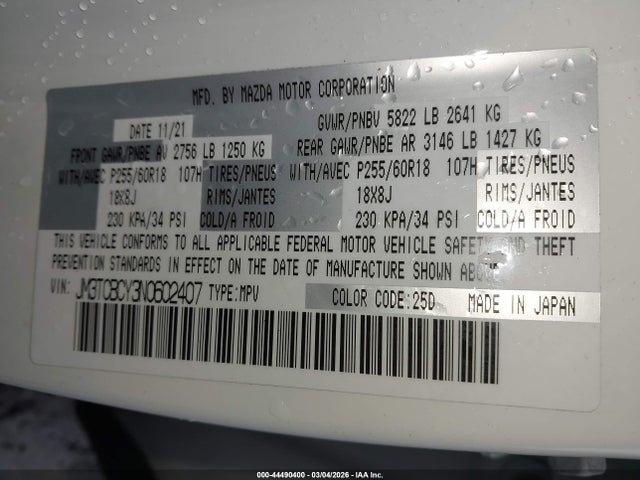 MFD. BY MAZDA MOTOR CORPORATION
DATE 11/21 GVWR/PNBV 5822 LB 2641 KG
FRONT GAWR/PNBE AV 2756 LB 1250 KG REAR GAWR/PNBE AR 3146 LB 1427 KG
WITH/AVEC P255/60R18 107H TIRES/PNEUS WITH/AVEC P255/60R18 107H TIRES/PNEUS
18X8J RIMS/JANTES 18X8J RIMS/JANTES
230 KPA/34 PSI COLD/A FROID 230 KPA/34 PSI COLD/A FROID
THIS VEHICLE CONFORMS TO ALL APPLICABLE FEDERAL MOTOR VEHICLE SAFETY AND THEFT
PREVENTION STANDARDS IN EFFECT ON THE DATE OF MANUFACTURE SHOWN ABOVE.
VIN: JM3TCBCY3N0602407 TYPE:MPV COLOR CODE:25D MADE IN JAPAN
000-44490400 - 03/04/2026 - IAA Inc.